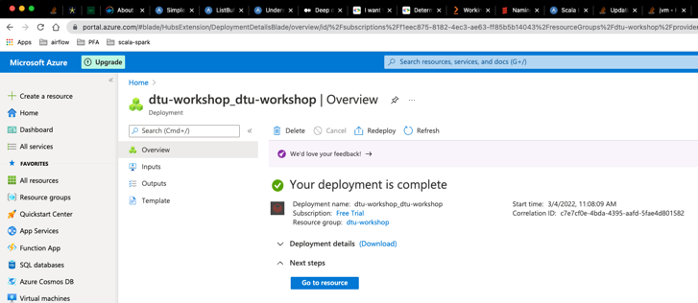 About
Simplic
ListBuf
Unders
Deep c
I want
Determ
Workin
Namin
Scala
Update
jvm -
portal.azure.com/#blade/HubsExtension/DeploymentDetailsBlade/overview/id/%2Fsubscriptions%2Ff1eec875-8182-4ec3-ae63-ff85b5b14043%2FresourceGroups%2Fdtu-workshop%2Fprovider
Apps airflow PFA scala-spark
Microsoft Azure Upgrade Search resources, services, and docs (G+/)
Home >
Create a resource
Home
Dashboard
All services
FAVORITES
All resources
Resource groups
Quickstart Center
App Services
Function App
SQL databases
Azure Cosmos DB
Virtual machines
dtu-workshop_dtu-workshop | Overview
Deployment
Search (Cmd+/)
Overview
Inputs
Outputs
Template
Delete Cancel Redeploy Refresh
We'd love your feedback! →
Your deployment is complete
Deployment name: dtu-workshop_dtu-workshop
Subscription: Free Trial
Resource group: dtu-workshop
Start time: 3/4/2022, 11:08:09 AM
Correlation ID: c7e7cf0e-4bda-4395-aafd-5fae4d801582
Deployment details (Download)
Next steps
Go to resource